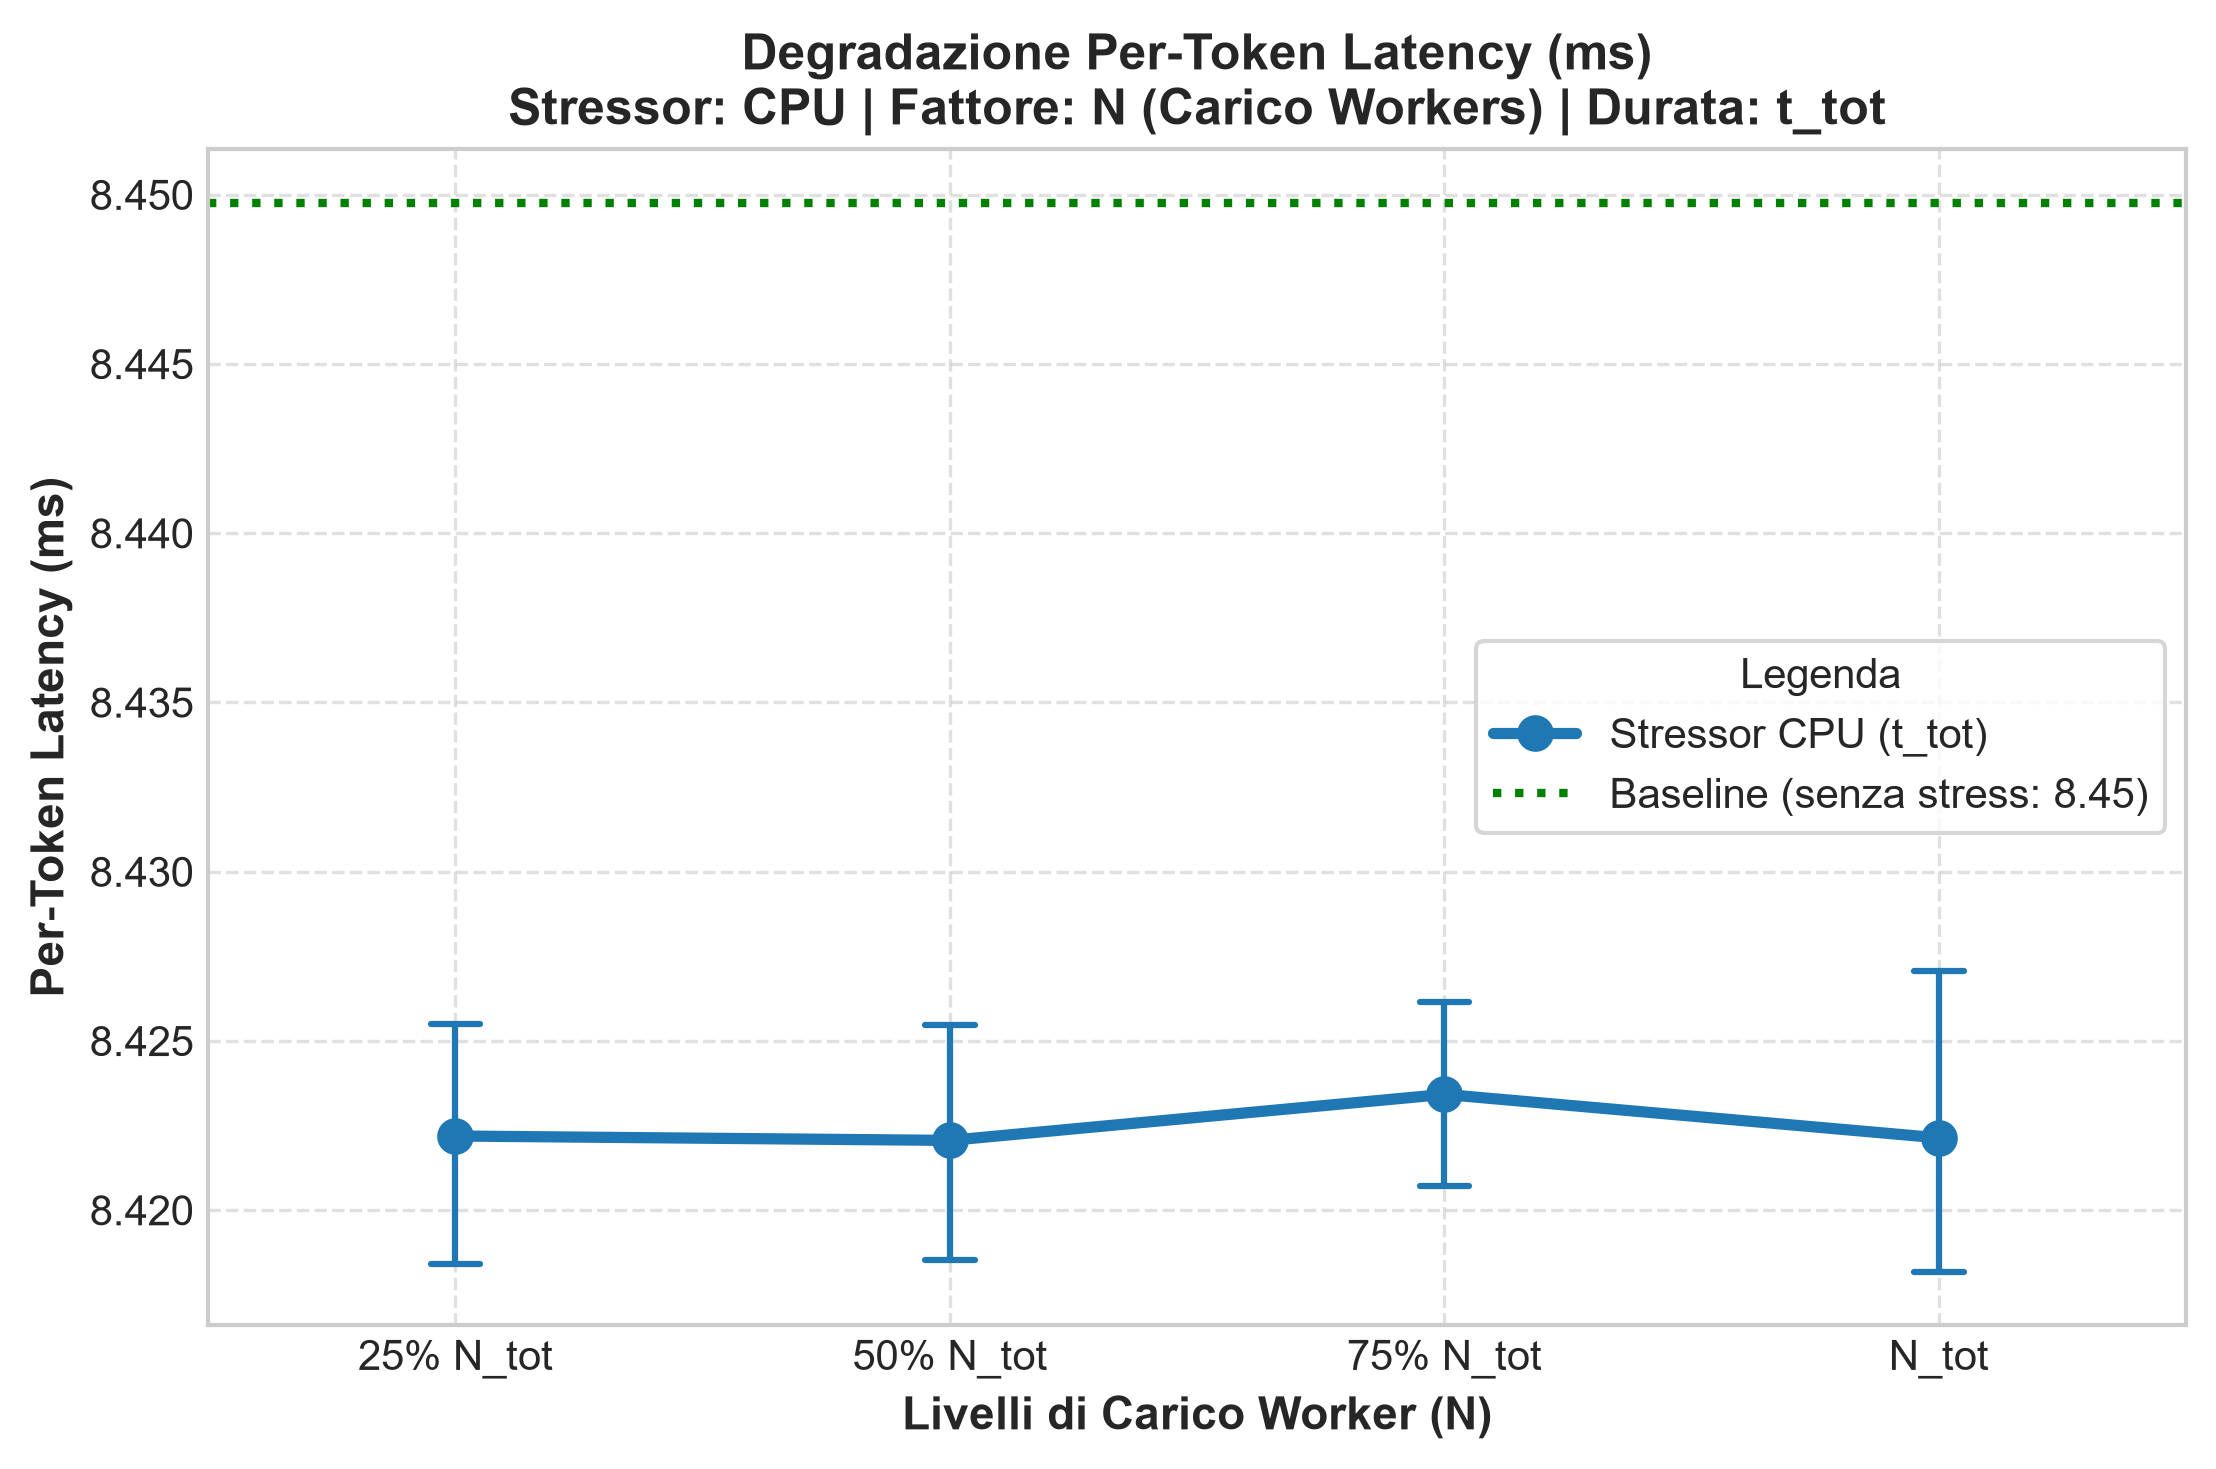 Degradazione Per-Token Latency (ms)
Stressor: CPU | Fattore: N (Carico Workers) | Durata: t_tot
Per-Token Latency (ms)
8.450
8.445
8.440
8.435
8.430
8.425
8.420
Legenda
Stressor CPU (t_tot)
Baseline (senza stress: 8.45)
25% N_tot
50% N_tot
75% N_tot
N_tot
Livelli di Carico Worker (N)